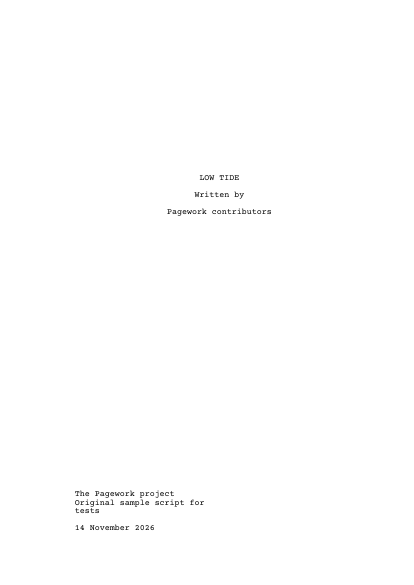 LOW TIDE
Written by
Pagework contributors
The Pagework project
Original sample script for
tests
14 November 2026